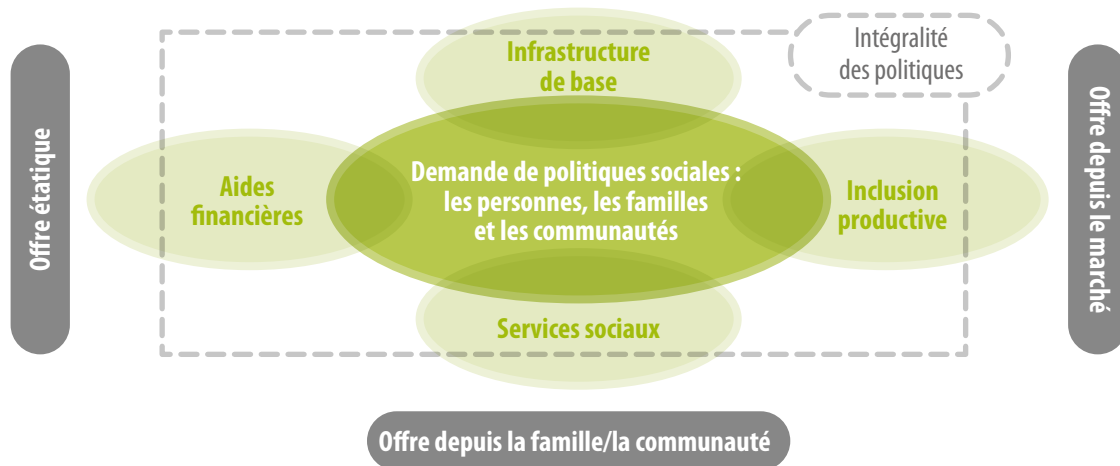 Infrastructure
de base
Intégralité
des politiques
Offre étatique
Aides
financières
Demande de politiques sociales :
les personnes, les familles
et les communautés
Inclusion
productive
Offre depuis le marché
Services sociaux
Offre depuis la famille/la communauté